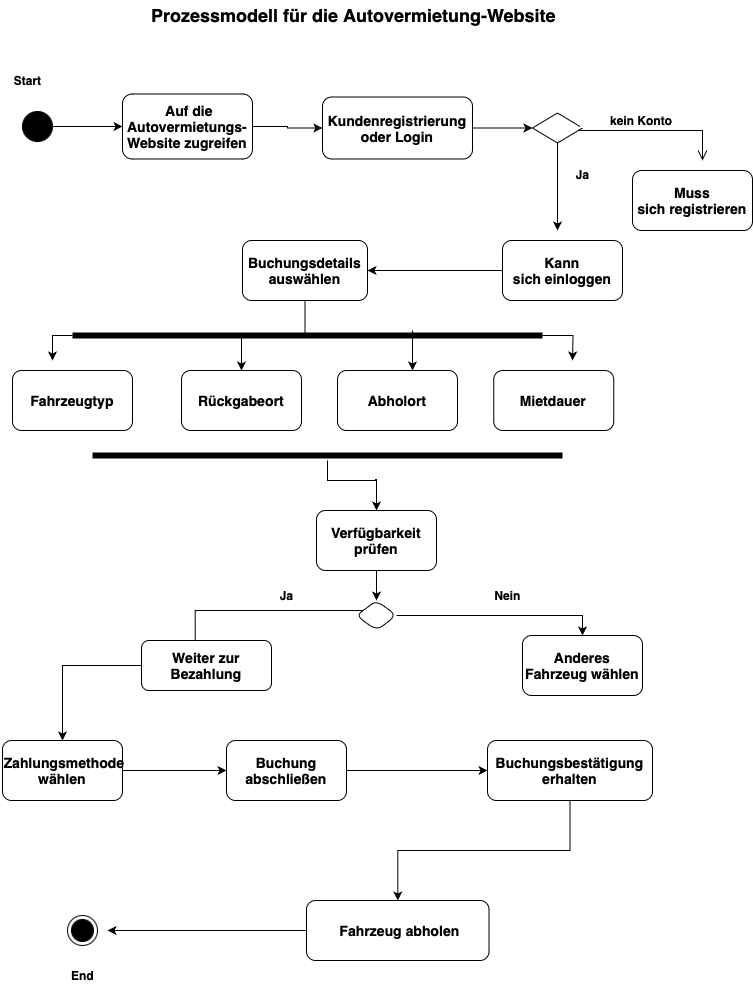 Prozessmodell für die Autovermietung-Website
Start
Auf die
Autovermietungs-
Website zugreifen
Kundenregistrierung
oder Login
kein Konto
Ja
Muss
sich registrieren
Buchungsdetails
auswählen
Kann
sich einloggen
Fahrzeugtyp
Rückgabeort
Abholort
Mietdauer
Verfügbarkeit
prüfen
Ja
Nein
Weiter zur
Bezahlung
Anderes
Fahrzeug wählen
Zahlungsmethode
wählen
Buchung
abschließen
Buchungsbestätigung
erhalten
Fahrzeug abholen
End